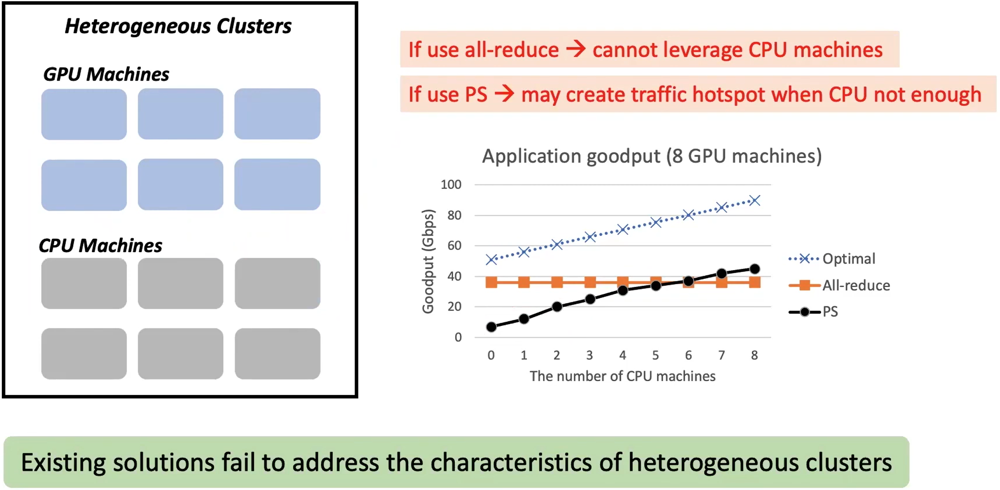 Heterogeneous Clusters
GPU Machines
CPU Machines
If use all-reduce → cannot leverage CPU machines
If use PS → may create traffic hotspot when CPU not enough
Application goodput (8 GPU machines)
Goodput (Gbps)
100
80
60
40
20
0
0 1 2 3 4 5 6 7 8
The number of CPU machines
Optimal
All-reduce
PS
Existing solutions fail to address the characteristics of heterogeneous clusters